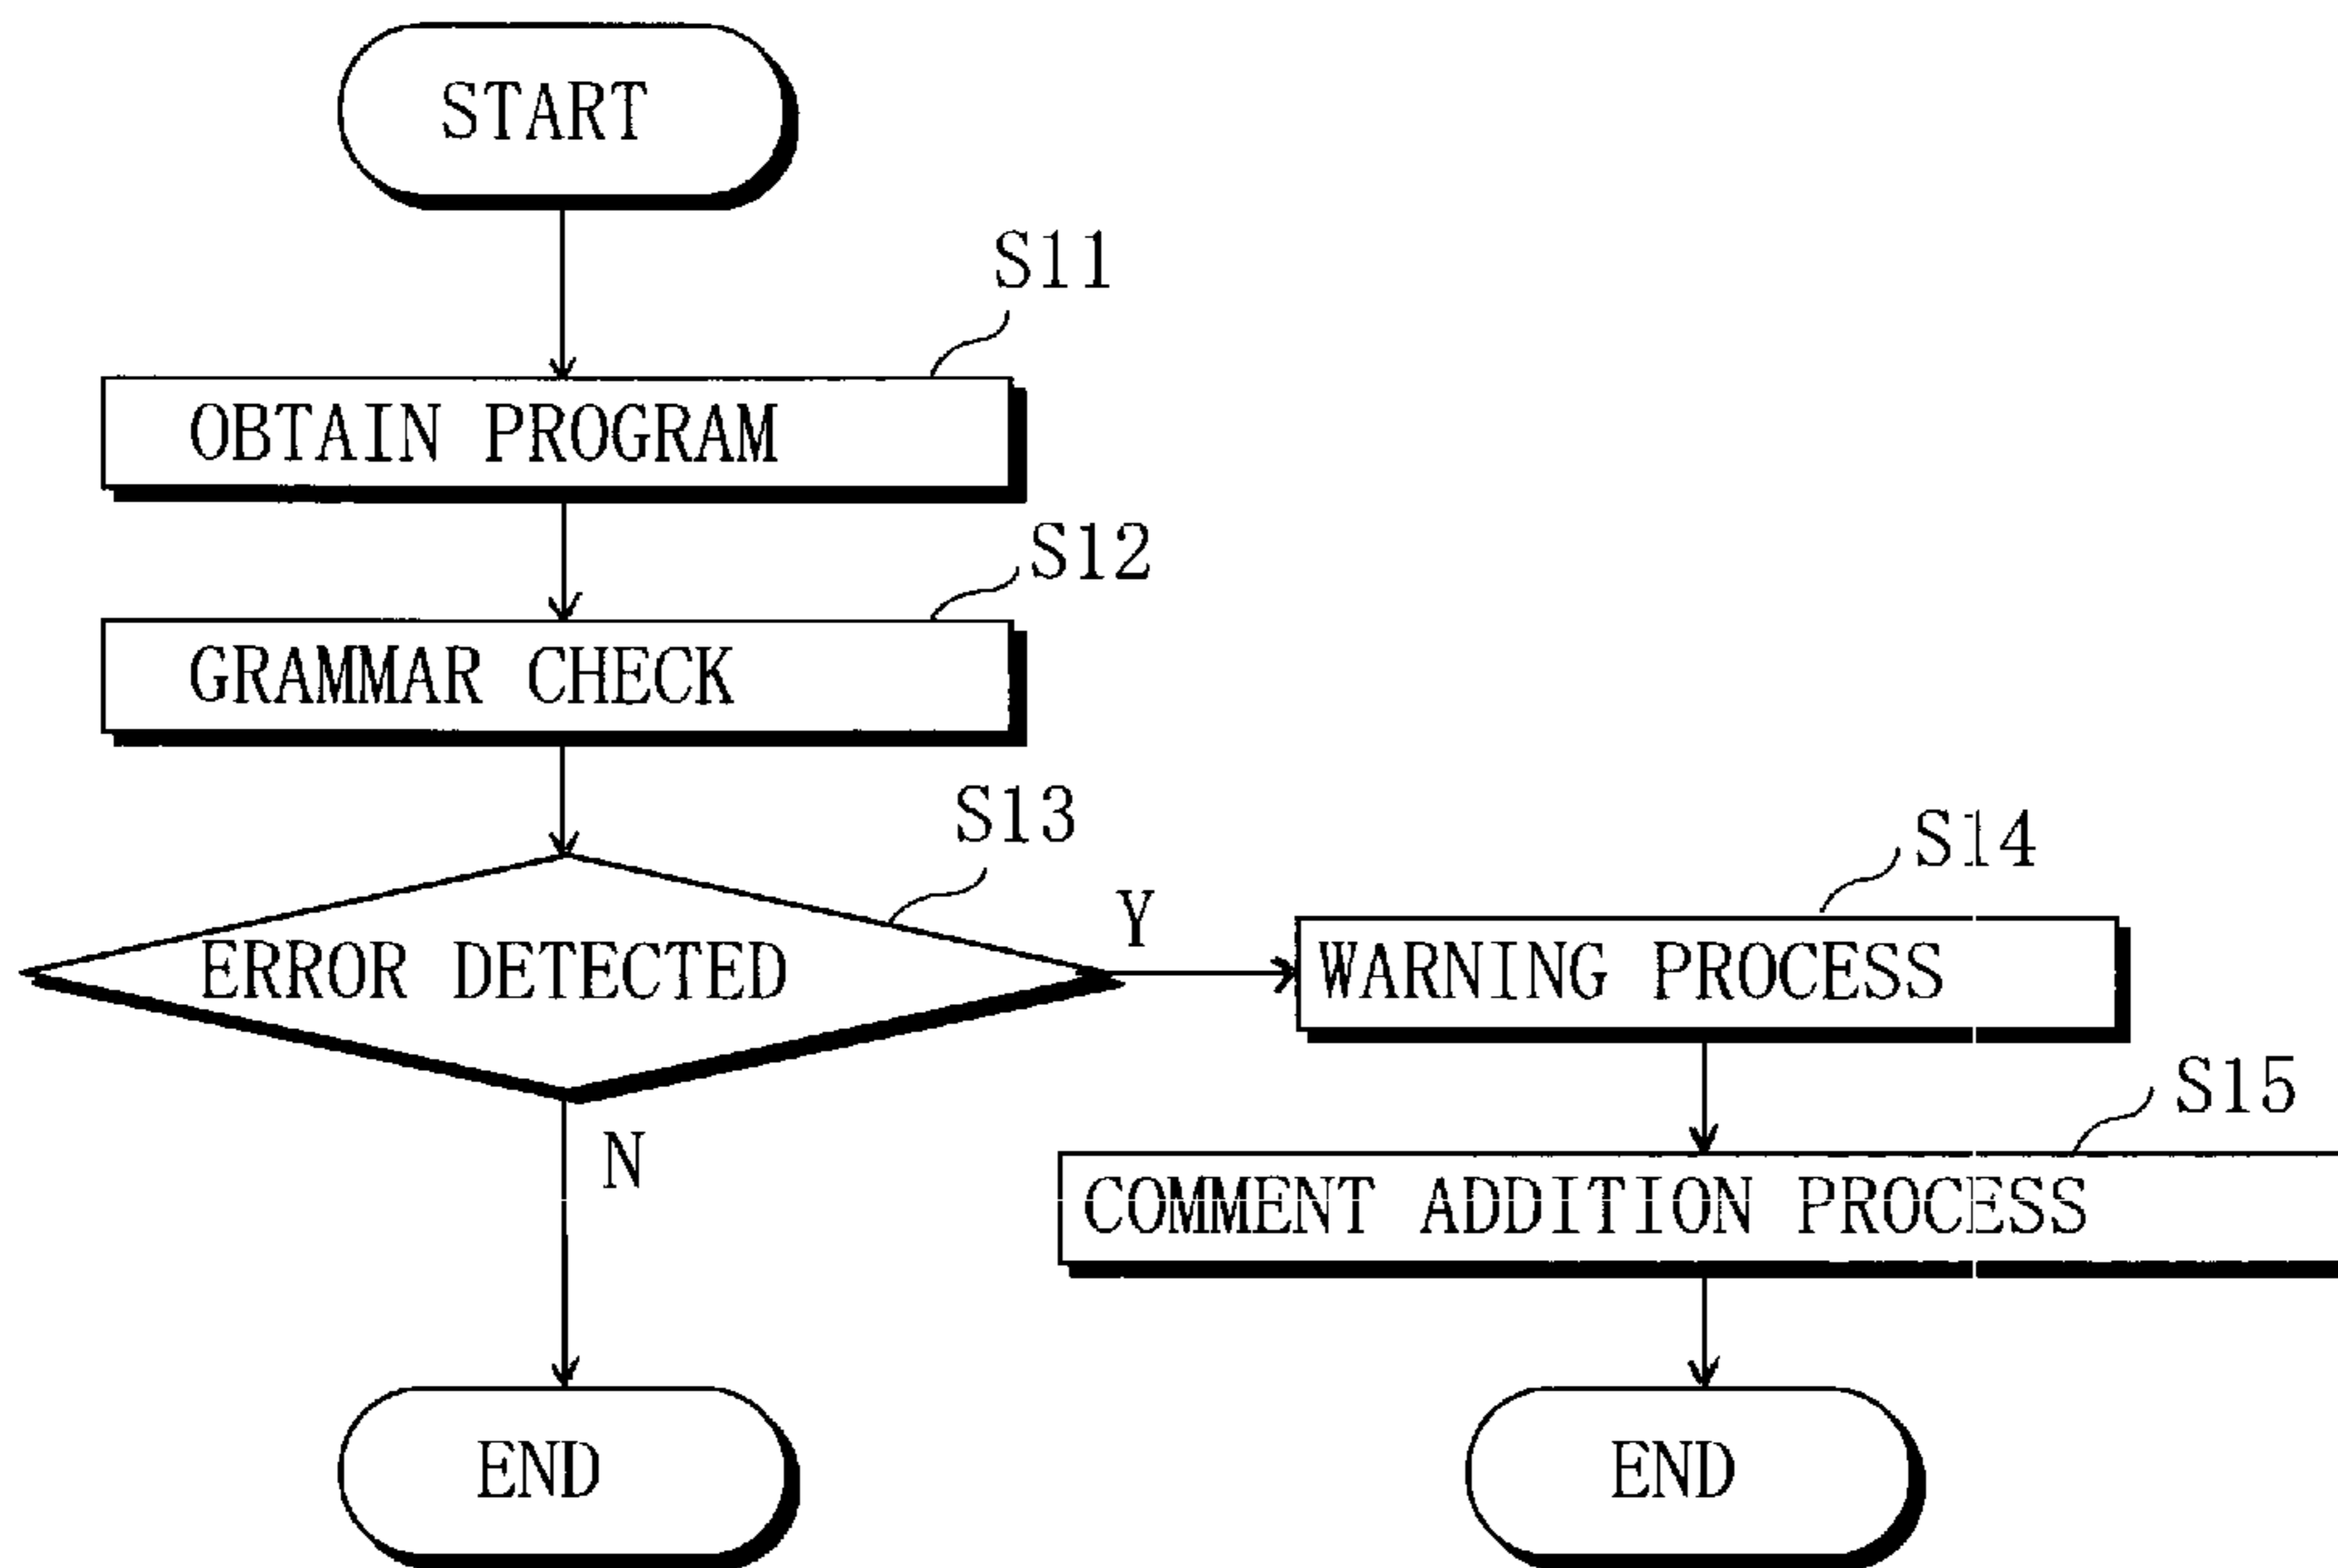 START
S11
OBTAIN PROGRAM
S12
GRAMMAR CHECK
S13
ERROR DETECTED
Y
N
S14
WARNING PROCESS
S15
COMMENT ADDITION PROCESS
END
END